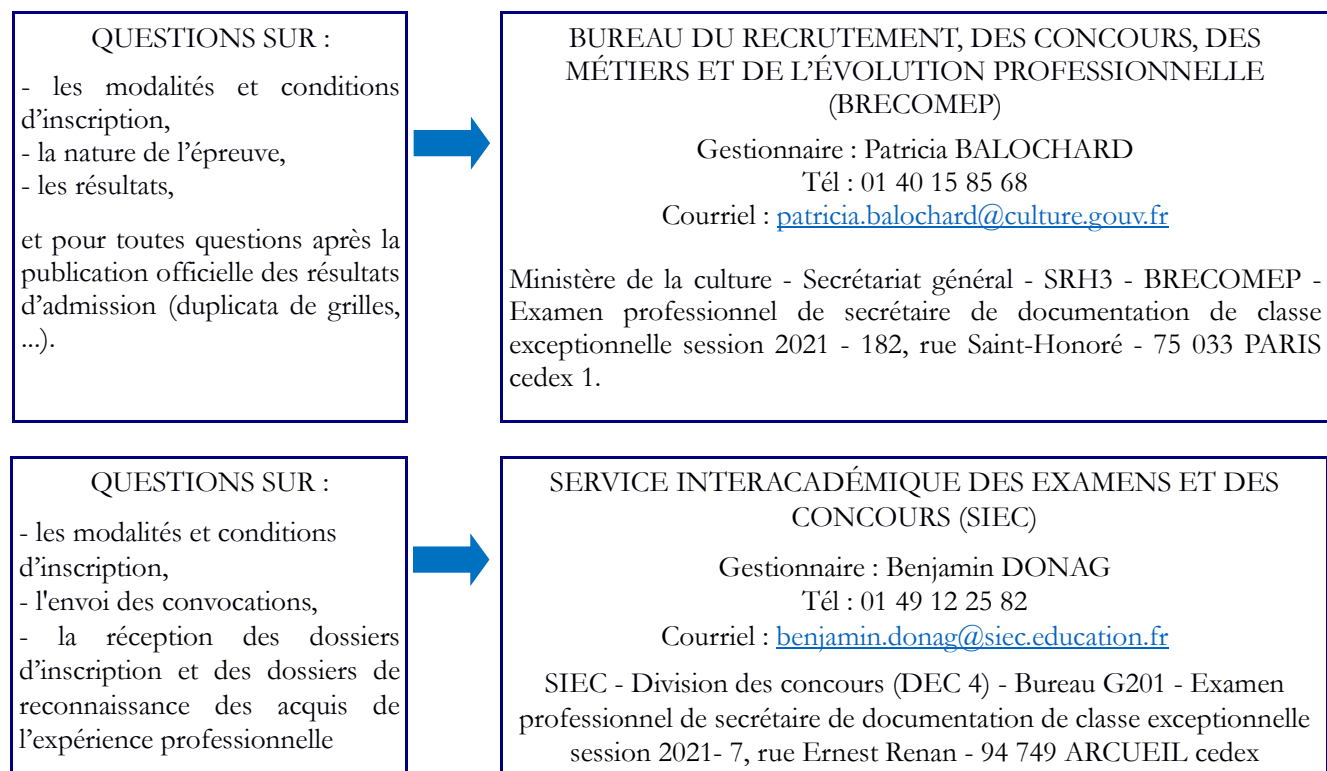 QUESTIONS SUR :
- les modalités et conditions
d’inscription,
- la nature de l’épreuve,
- les résultats,
et pour toutes questions après la
publication officielle des résultats
d’admission (duplicata de grilles,
...).
BUREAU DU RECRUTEMENT, DES CONCOURS, DES
MÉTIERS ET DE L’ÉVOLUTION PROFESSIONNELLE
(BRECOMEP)
Gestionnaire : Patricia BALOCHARD
Tél : 01 40 15 85 68
Courriel : patricia.balochard@culture.gouv.fr
Ministère de la culture - Secrétariat général - SRH3 - BRECOMEP -
Examen professionnel de secrétaire de documentation de classe
exceptionnelle session 2021 - 182, rue Saint-Honoré - 75 033 PARIS
cedex 1.
QUESTIONS SUR :
- les modalités et conditions
d’inscription,
- l'envoi des convocations,
- la réception des dossiers
d’inscription et des dossiers de
reconnaissance des acquis de
l’expérience professionnelle
SERVICE INTERACADÉMIQUE DES EXAMENS ET DES
CONCOURS (SIEC)
Gestionnaire : Benjamin DONAG
Tél : 01 49 12 25 82
Courriel : benjamin.donag@siec.education.fr
SIEC - Division des concours (DEC 4) - Bureau G201 - Examen
professionnel de secrétaire de documentation de classe exceptionnelle
session 2021- 7, rue Ernest Renan - 94 749 ARCUEIL cedex